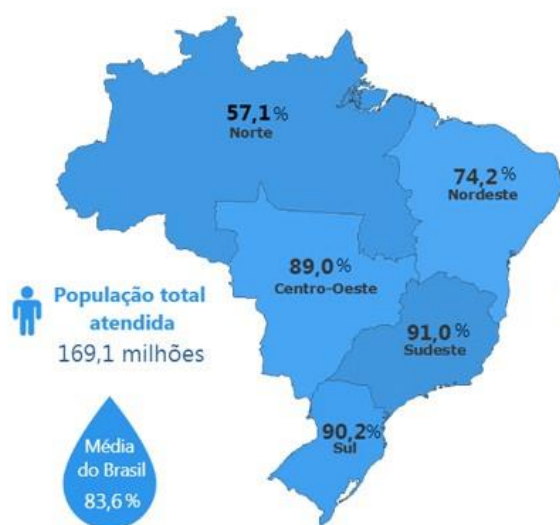 57,1%
Norte
74,2%
Nordeste
89,0%
Centro-Oeste
91,0%
Sudeste
90,2%
Sul
População total
atendida
169,1 milhões
Média
do Brasil
83,6%